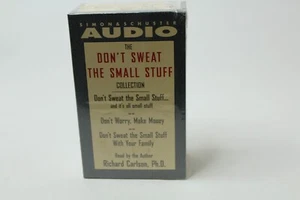 SIMON & SCHUSTER
AUDIO
THE
DON'T SWEAT
THE SMALL STUFF
COLLECTION
Don't Sweat the Small Stuff...
and it's all small stuff
Don't Worry, Make Money
Don't Sweat the Small Stuff
With Your Family
Read by the Author
Richard Carlson, Ph.D.